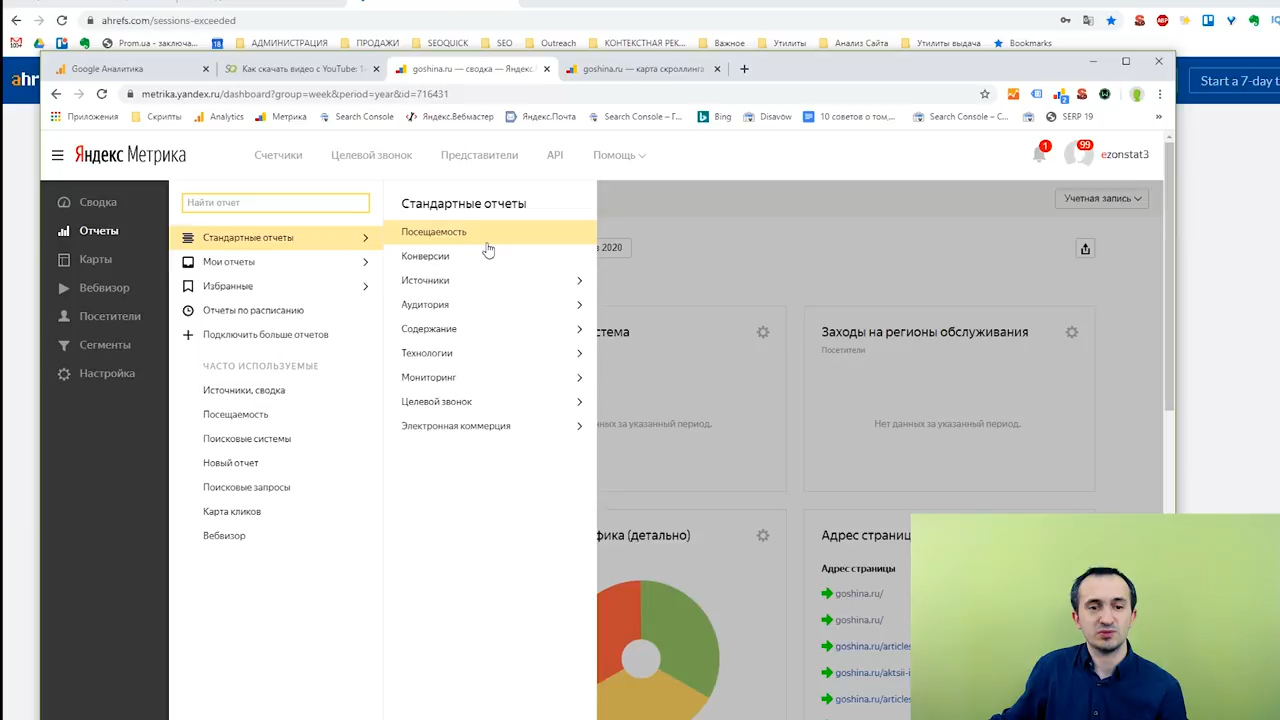 ahrefs.com/sessions-exceeded
Prom.ua - заключа...
18
АДМИНИСТРАЦИЯ
ПРОДАЖИ
SEOQUICK
SEO
Outreach
КОНТЕКСТНАЯ РЕК...
Важное
Утилиты
Анализ Сайта
Утилиты выдача
Bookmarks
ahr
Start a 7-day t
Google Аналитика
Как скачать видео с YouTube: 1
goshina.ru — сводка — Яндекс.
goshina.ru — карта скроллинга
metrika.yandex.ru/dashboard?group=week&period=year&id=716431
Приложения
Скрипты
Analytics
Метрика
Search Console
Яндекс.Вебмастер
Яндекс.Почта
Search Console – Г...
Bing
Disavow
10 советов о том,...
Search Console – С...
SERP 19
Яндекс Метрика
Счетчики
Целевой звонок
Представители
API
Помощь
1
99
ezonstat3
Сводка
Отчеты
Карты
Вебвизор
Посетители
Сегменты
Настройка
Найти отчет
Стандартные отчеты
Мои отчеты
Избранные
Отчеты по расписанию
Подключить больше отчетов
ЧАСТО ИСПОЛЬЗУЕМЫЕ
Источники, сводка
Посещаемость
Поисковые системы
Новый отчет
Поисковые запросы
Карта кликов
Вебвизор
Стандартные отчеты
Посещаемость
Конверсии
Источники
Аудитория
Содержание
Технологии
Мониторинг
Целевой звонок
Электронная коммерция
Учетная запись
в 2020
стема
ных за указанный период.
Заходы на регионы обслуживания
Посетители
Нет данных за указанный период.
фика (детально)
Адрес страниц
Адрес страницы
goshina.ru/
goshina.ru/
goshina.ru/articles
goshina.ru/aktsii-i
goshina.ru/articles